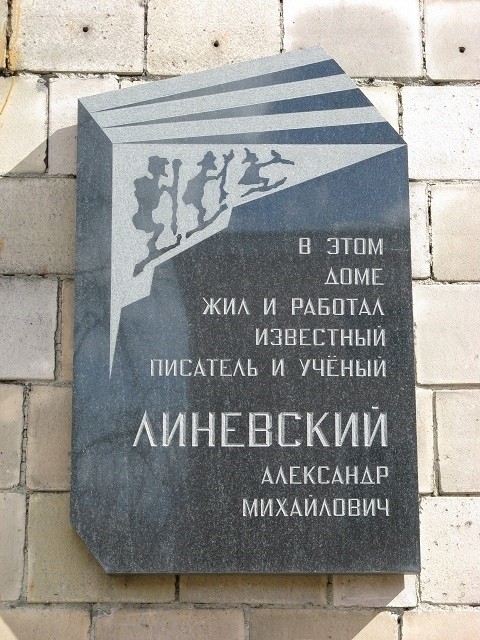 В ЭТОМ
ДОМЕ
ЖИЛ И РАБОТАЛ
ИЗВЕСТНЫЙ
ПИСАТЕЛЬ И УЧЁНЫЙ
ЛИНЕВСКИЙ
АЛЕКСАНДР
МИХАЙЛОВИЧ